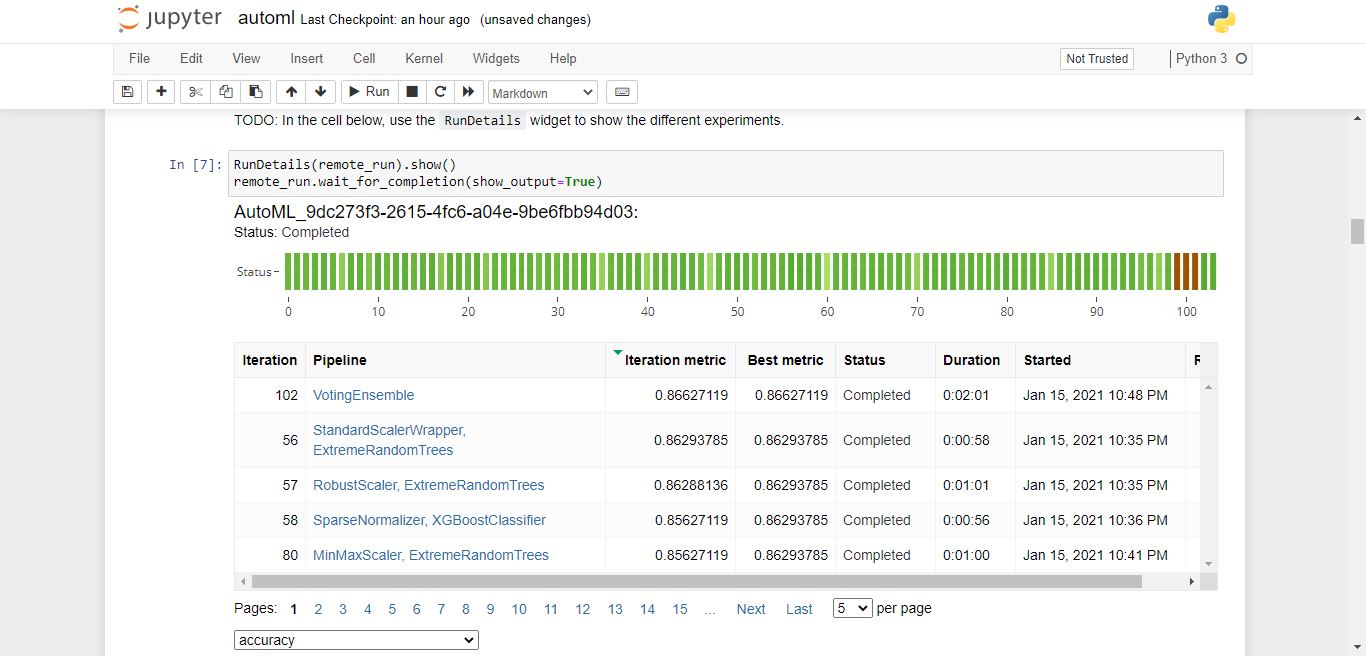 jupyter automl Last Checkpoint: an hour ago (unsaved changes)
File Edit View Insert Cell Kernel Widgets Help Not Trusted Python 3
Run Markdown
TODO: In the cell below, use the RunDetails widget to show the different experiments.
In [7]: RunDetails(remote_run).show()
remote_run.wait_for_completion(show_output=True)
AutoML_9dc273f3-2615-4fc6-a04e-9be6fbb94d03:
Status: Completed
Status
0 10 20 30 40 50 60 70 80 90 100
Iteration Pipeline Iteration metric Best metric Status Duration Started
102 VotingEnsemble 0.86627119 0.86627119 Completed 0:02:01 Jan 15, 2021 10:48 PM
StandardScalerWrapper,
56 ExtremeRandomTrees 0.86293785 0.86293785 Completed 0:00:58 Jan 15, 2021 10:35 PM
57 RobustScaler, ExtremeRandomTrees 0.86288136 0.86293785 Completed 0:01:01 Jan 15, 2021 10:35 PM
58 SparseNormalizer, XGBoostClassifier 0.85627119 0.86293785 Completed 0:00:56 Jan 15, 2021 10:36 PM
80 MinMaxScaler, ExtremeRandomTrees 0.85627119 0.86293785 Completed 0:01:00 Jan 15, 2021 10:41 PM
Pages: 1 2 3 4 5 6 7 8 9 10 11 12 13 14 15 ... Next Last 5 per page
accuracy